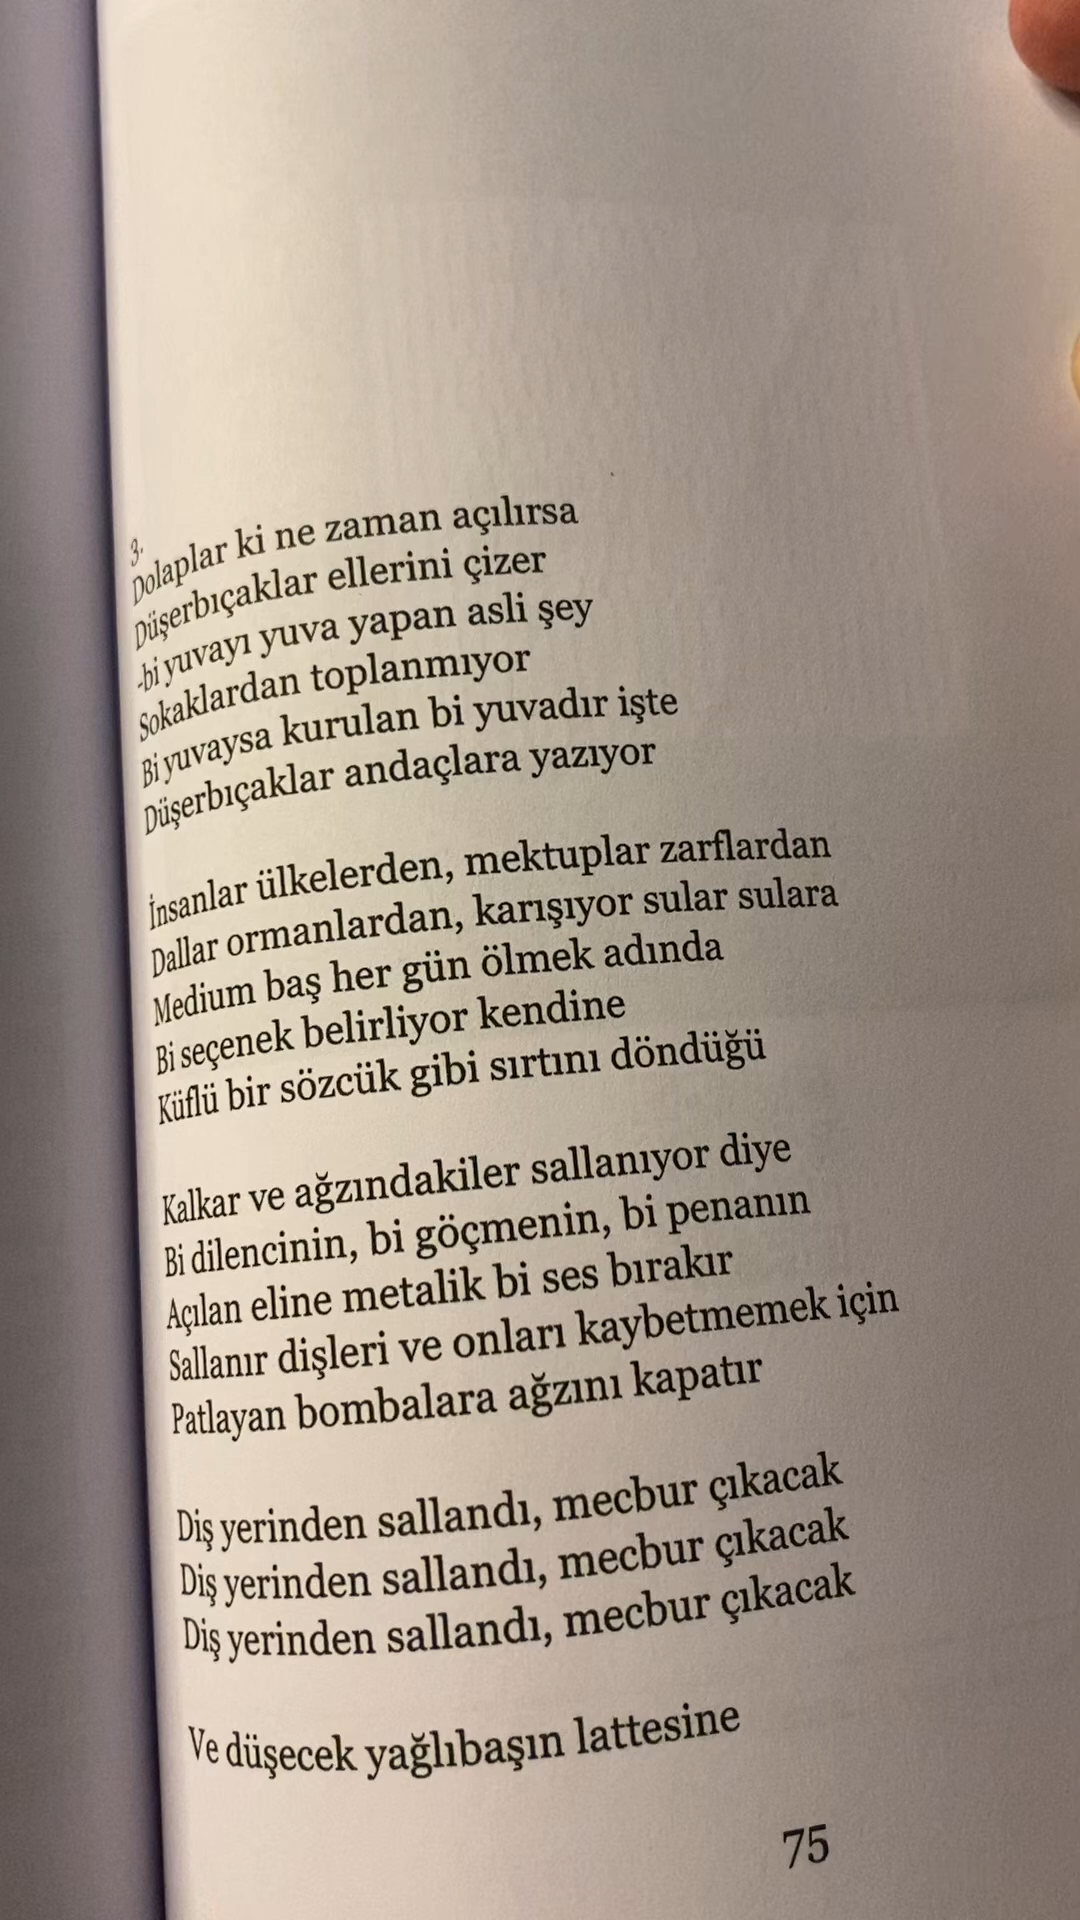 3.
Dolaplar ki ne zaman açılırsa
Düşerbıçaklar ellerini çizer
-bi yuvayı yuva yapan asli şey
Sokaklardan toplanmıyor
Bi yuvaysa kurulan bi yuvadır işte
Düşerbıçaklar andaçlara yazıyor
İnsanlar ülkelerden, mektuplar zarflardan
Dallar ormanlardan, karışıyor sular sulara
Medium baş her gün ölmek adında
Bi seçenek belirliyor kendine
Küflü bir sözcük gibi sırtını döndüğü
Kalkar ve ağzındakiler sallanıyor diye
Bi dilencinin, bi göçmenin, bi penanın
Açılan eline metalik bi ses bırakır
Sallanır dişleri ve onları kaybetmemek için
Patlayan bombalara ağzını kapatır
Diş yerinden sallandı, mecbur çıkacak
Diş yerinden sallandı, mecbur çıkacak
Diş yerinden sallandı, mecbur çıkacak
Ve düşecek yağlıbaşın lattesine
75